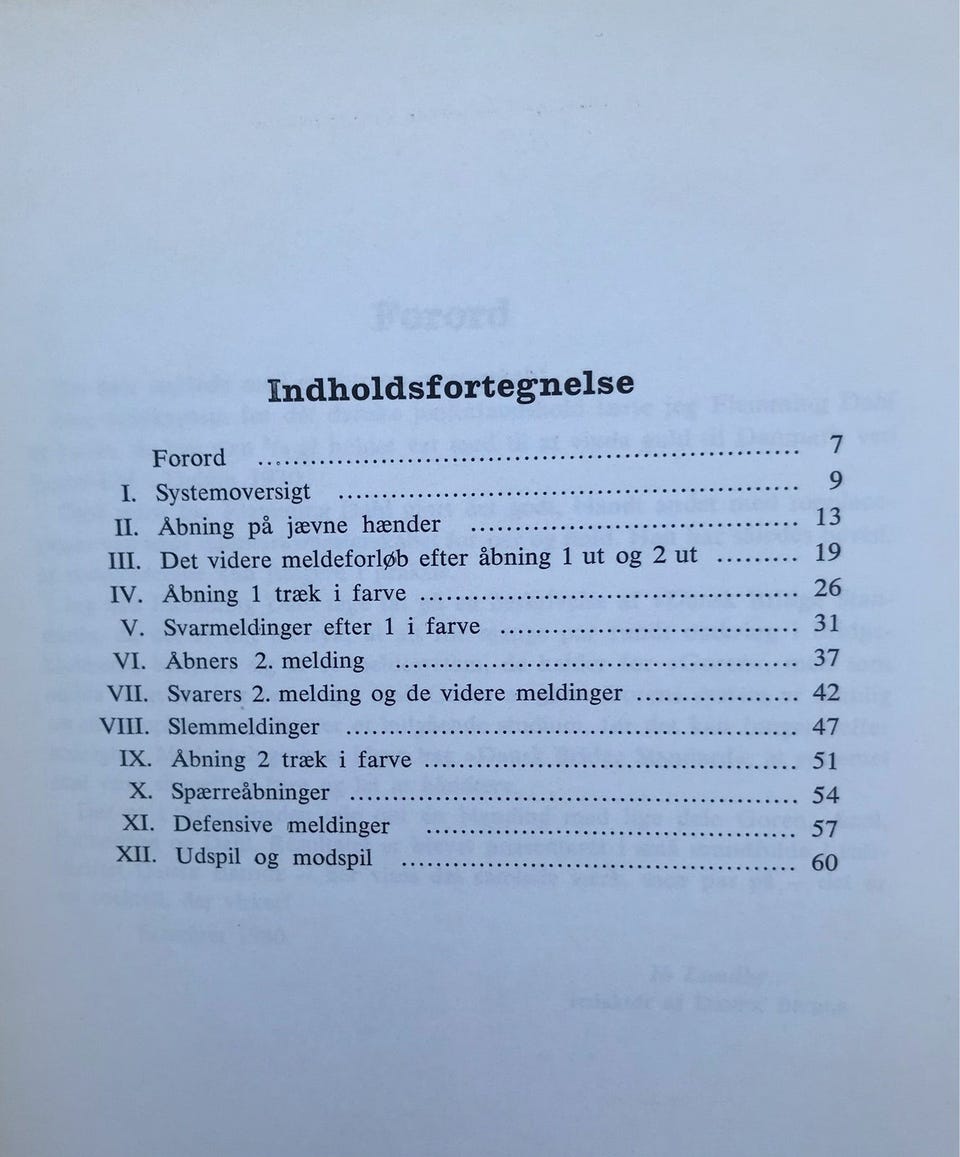 Indholdsfortegnelse
Forord .................................................................. 7
I. Systemoversigt ........................................................ 9
II. Åbning på jævne hænder ........................................ 13
III. Det videre meldeforløb efter åbning 1 ut og 2 ut ......... 19
IV. Åbning 1 træk i farve ............................................... 26
V. Svarmeldinger efter 1 i farve .................................... 31
VI. Åbners 2. melding .................................................. 37
VII. Svarers 2. melding og de videre meldinger .................. 42
VIII. Slemmeldinger ...................................................... 47
IX. Åbning 2 træk i farve ............................................... 51
X. Spærreåbninger ...................................................... 54
XI. Defensive meldinger ............................................... 57
XII. Udspil og modspil .................................................. 60